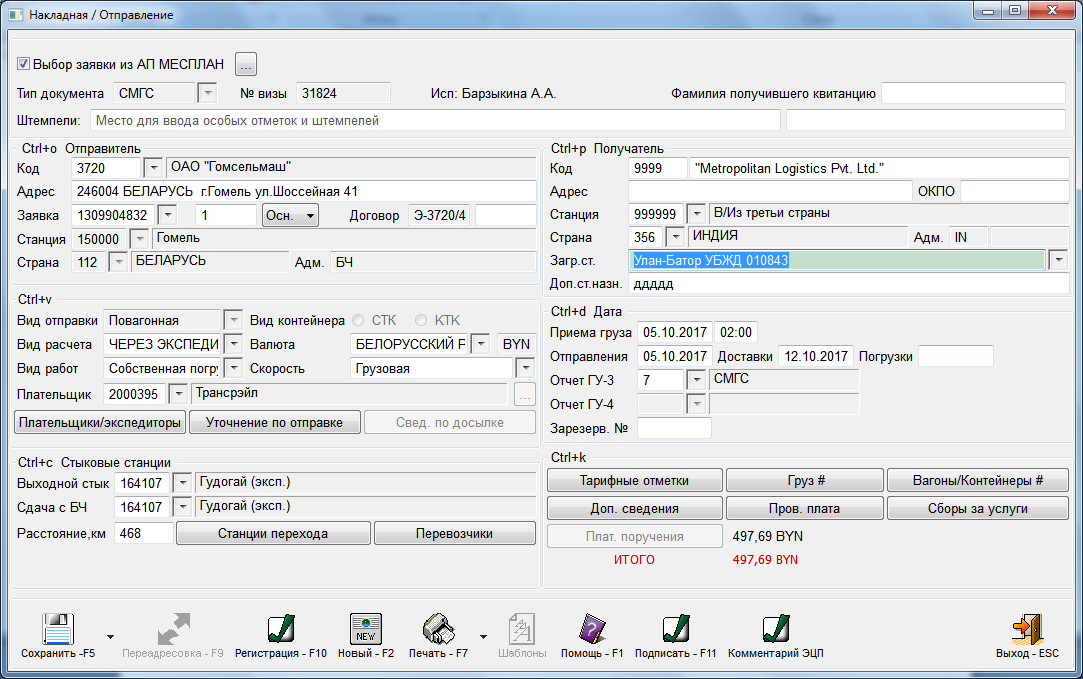 Накладная / Отправление
Выбор заявки из АП МЕСПЛАН ...
Тип документа СМГС № визы 31824 Исп: Барзыкина А.А. Фамилия получившего квитанцию
Штемпели: Место для ввода особых отметок и штемпелей
Ctrl+o Отправитель
Код 3720 ОАО "Гомсельмаш"
Адрес 246004 БЕЛАРУСЬ г.Гомель ул.Шоссейная 41
Заявка 1309904832 1 Осн. Договор Э-3720/4
Станция 150000 Гомель
Страна 112 БЕЛАРУСЬ Адм. БЧ
Ctrl+p Получатель
Код 9999 "Metropolitan Logistics Pvt. Ltd."
Адрес ОКПО
Станция 999999 В/Из третьи страны
Страна 356 ИНДИЯ Адм. IN
Загр.ст. Улан-Батор УБЖД 010843
Доп.ст.назн. ддддд
Ctrl+v
Вид отправки Повагонная Вид контейнера СТК КТК
Вид расчета ЧЕРЕЗ ЭКСПЕДИ Валюта БЕЛОРУССКИЙ Р BYN
Вид работ Собственная погр Скорость Грузовая
Плательщик 2000395 Трансрэйл ...
Плательщики/экспедиторы Уточнение по отправке Свед. по досылке
Ctrl+d Дата
Приема груза 05.10.2017 02:00
Отправления 05.10.2017 Доставки 12.10.2017 Погрузки
Отчет ГУ-3 7 СМГС
Отчет ГУ-4
Зарезерв. №
Ctrl+c Стыковые станции
Выходной стык 164107 Гудогай (эксп.)
Сдача с БЧ 164107 Гудогай (эксп.)
Расстояние,км 468 Станции перехода Перевозчики
Ctrl+k
Тарифные отметки Груз # Вагоны/Контейнеры #
Доп. сведения Пров. плата Сборы за услуги
Плат. поручения 497,69 BYN
ИТОГО 497,69 BYN
Сохранить -F5 Переадресовка - F9 Регистрация - F10 NEW Новый - F2 Печать - F7 Шаблоны Помощь - F1 Подписать - F11 Комментарий ЭЦП Выход - ESC